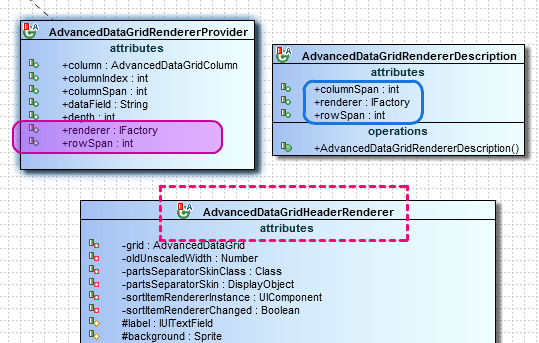 AdvancedDataGridRendererProvider
attributes
+column : AdvancedDataGridColumn
+columnIndex : int
+columnSpan : int
+dataField : String
+depth : int
+renderer : IFactory
+rowSpan : int
AdvancedDataGridRendererDescription
attributes
+columnSpan : int
+renderer : IFactory
+rowSpan : int
operations
+AdvancedDataGridRendererDescription()
AdvancedDataGridHeaderRenderer
attributes
-grid : AdvancedDataGrid
-oldUnscaledWidth : Number
-partsSeparatorSkinClass : Class
-partsSeparatorSkin : DisplayObject
-sortItemRendererInstance : UIComponent
-sortItemRendererChanged : Boolean
#label : IUITextField
#background : Sprite